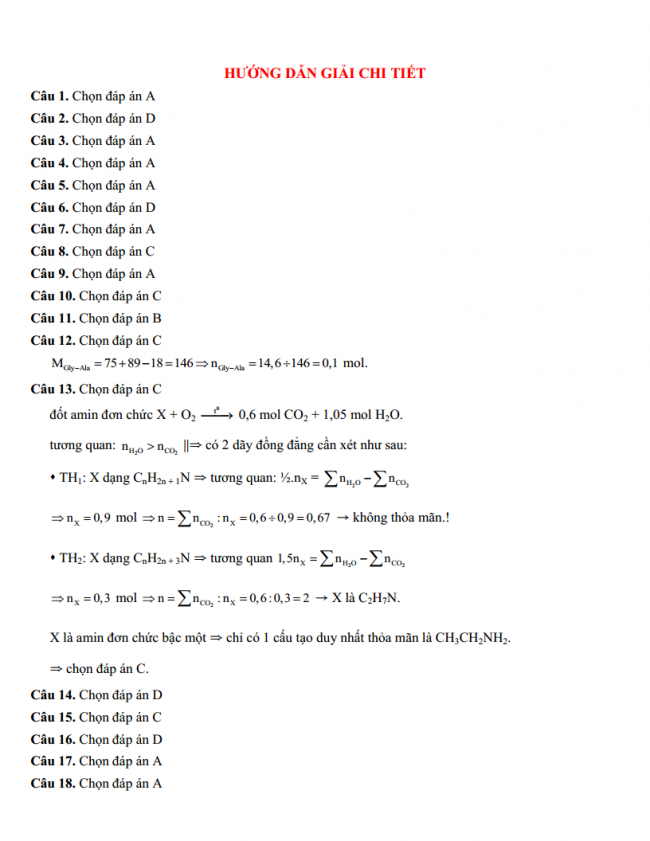 HƯỚNG DẪN GIẢI CHI TIẾT
Câu 1. Chọn đáp án A
Câu 2. Chọn đáp án D
Câu 3. Chọn đáp án A
Câu 4. Chọn đáp án A
Câu 5. Chọn đáp án A
Câu 6. Chọn đáp án D
Câu 7. Chọn đáp án A
Câu 8. Chọn đáp án C
Câu 9. Chọn đáp án A
Câu 10. Chọn đáp án C
Câu 11. Chọn đáp án B
Câu 12. Chọn đáp án C
M_Gly−Ala = 75 + 89 − 18 = 146 ⇒ n_Gly−Ala = 14,6 ÷ 146 = 0,1 mol.
Câu 13. Chọn đáp án C
đốt amin đơn chức X + O₂ —t°→ 0,6 mol CO₂ + 1,05 mol H₂O.
tương quan: n_H₂O > n_CO₂ ||⇒ có 2 dãy đồng đẳng cần xét như sau:
• TH₁: X dạng CₙH₂ₙ₊₁N ⇒ tương quan: ½.nX = ∑n_H₂O − ∑n_CO₂
⇒ n_X = 0,9 mol ⇒ n = ∑n_CO₂ : n_X = 0,6 ÷ 0,9 = 0,67 → không thỏa mãn.!
• TH₂: X dạng CₙH₂ₙ₊₃N ⇒ tương quan 1,5n_X = ∑n_H₂O − ∑n_CO₂
⇒ n_X = 0,3 mol ⇒ n = ∑n_CO₂ : n_X = 0,6 : 0,3 = 2 → X là C₂H₇N.
X là amin đơn chức bậc một ⇒ chỉ có 1 cấu tạo duy nhất thỏa mãn là CH₃CH₂NH₂.
⇒ chọn đáp án C.
Câu 14. Chọn đáp án D
Câu 15. Chọn đáp án C
Câu 16. Chọn đáp án D
Câu 17. Chọn đáp án A
Câu 18. Chọn đáp án A